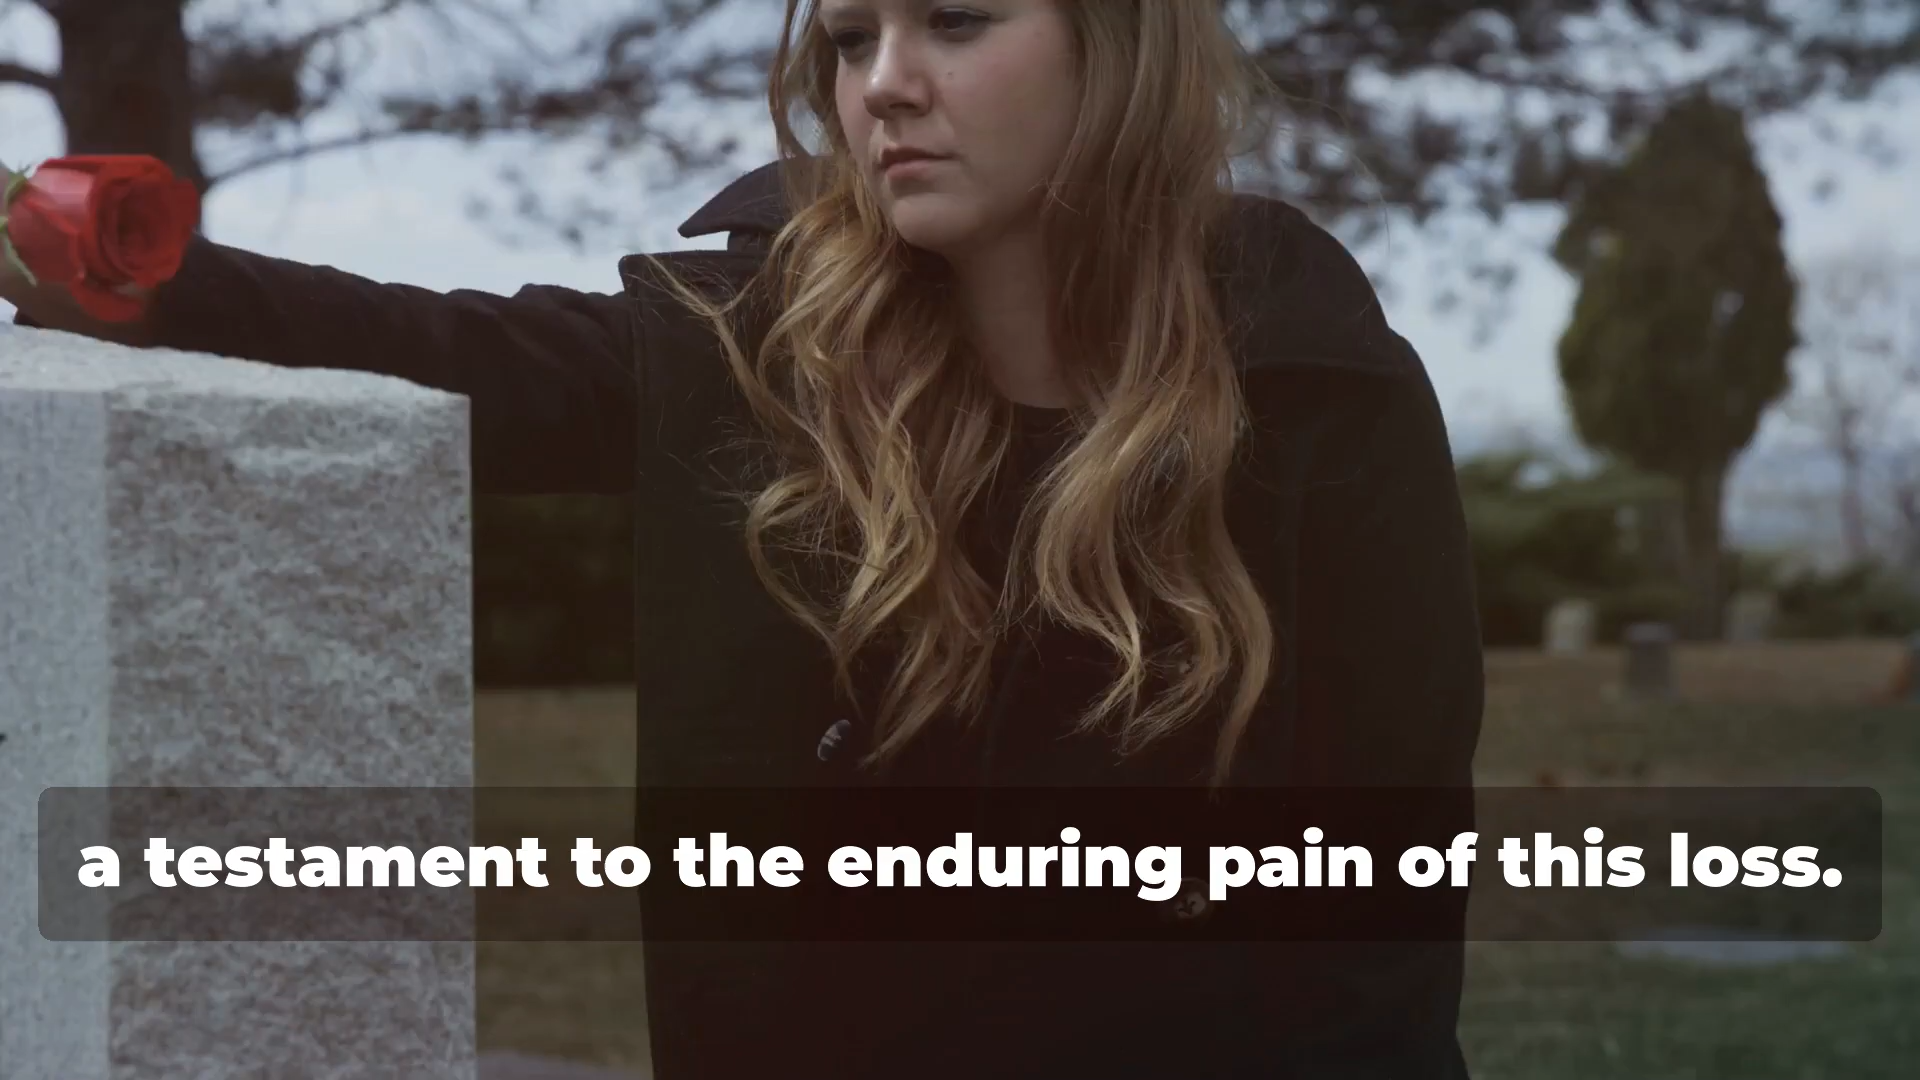 a testament to the enduring pain of this loss.